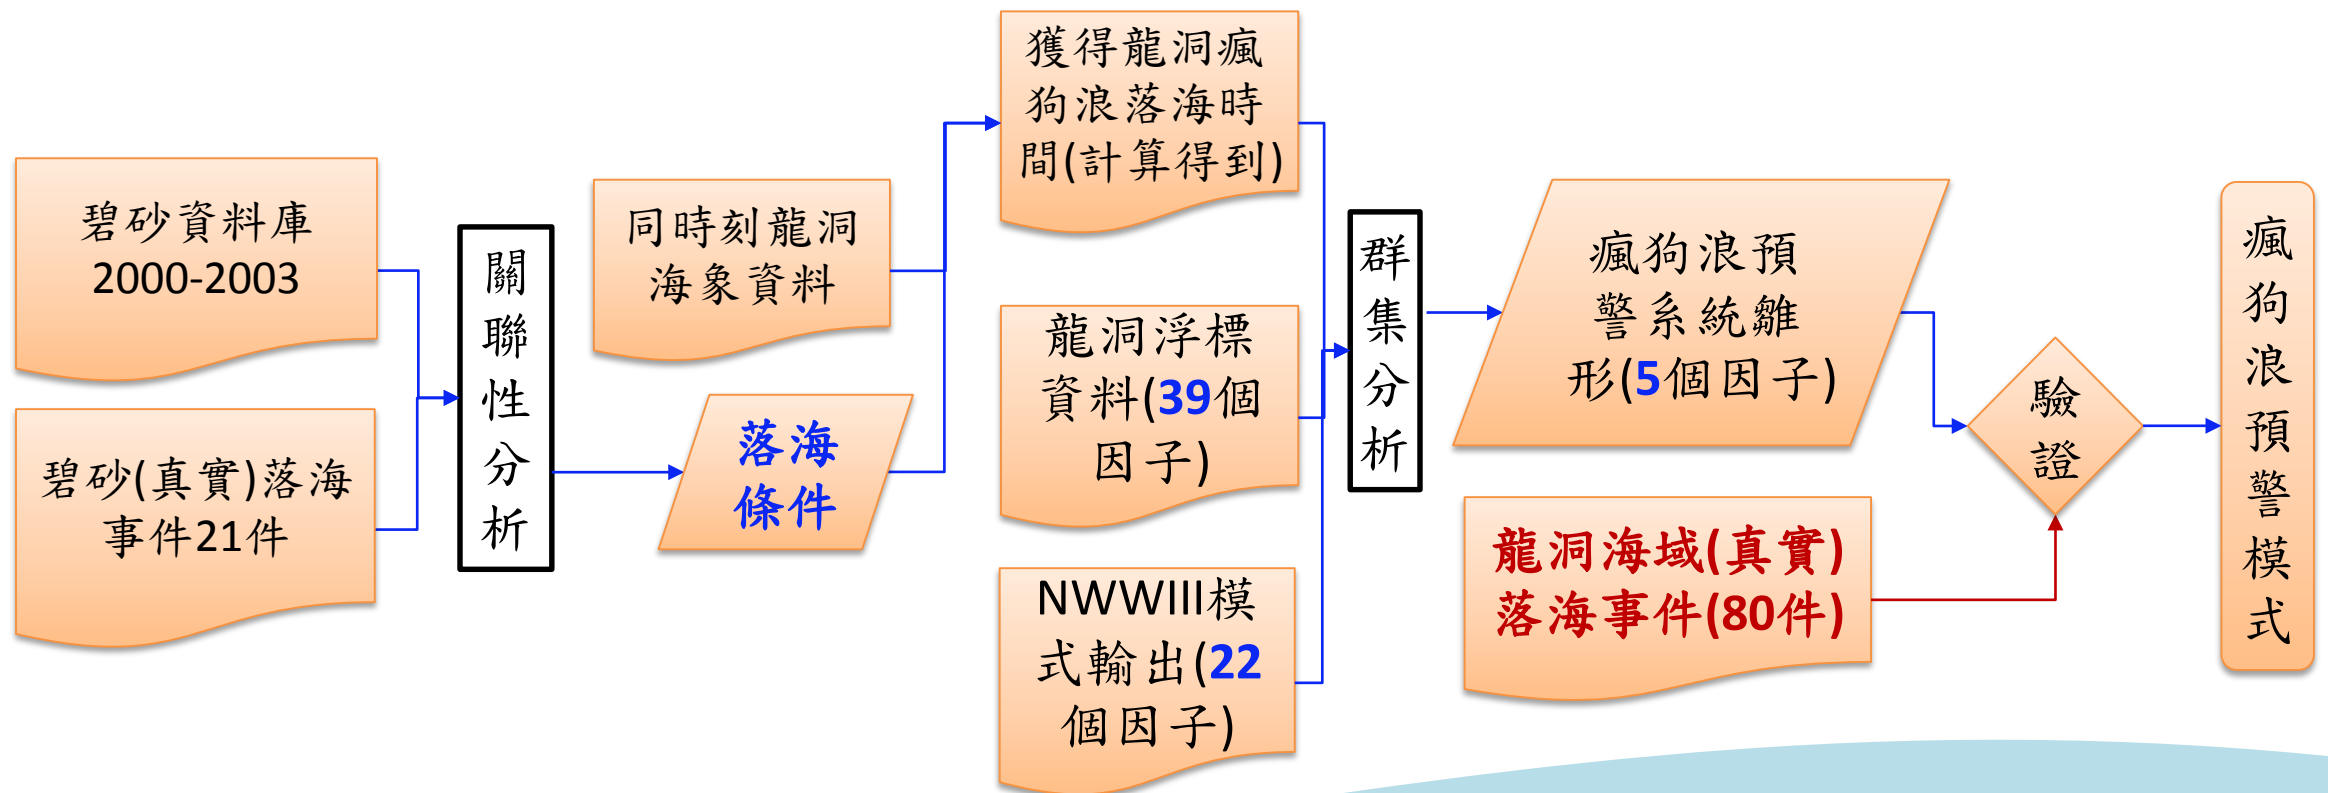 碧砂資料庫
2000-2003
碧砂(真實)落海
事件21件
關
聯
性
分
析
同時刻龍洞
海象資料
落海
條件
獲得龍洞瘋
狗浪落海時
間(計算得到)
龍洞浮標
資料(39個
因子)
NWWIII模
式輸出(22
個因子)
群
集
分
析
瘋狗浪預
警系統雛
形(5個因子)
龍洞海域(真實)
落海事件(80件)
驗
證
瘋
狗
浪
預
警
模
式